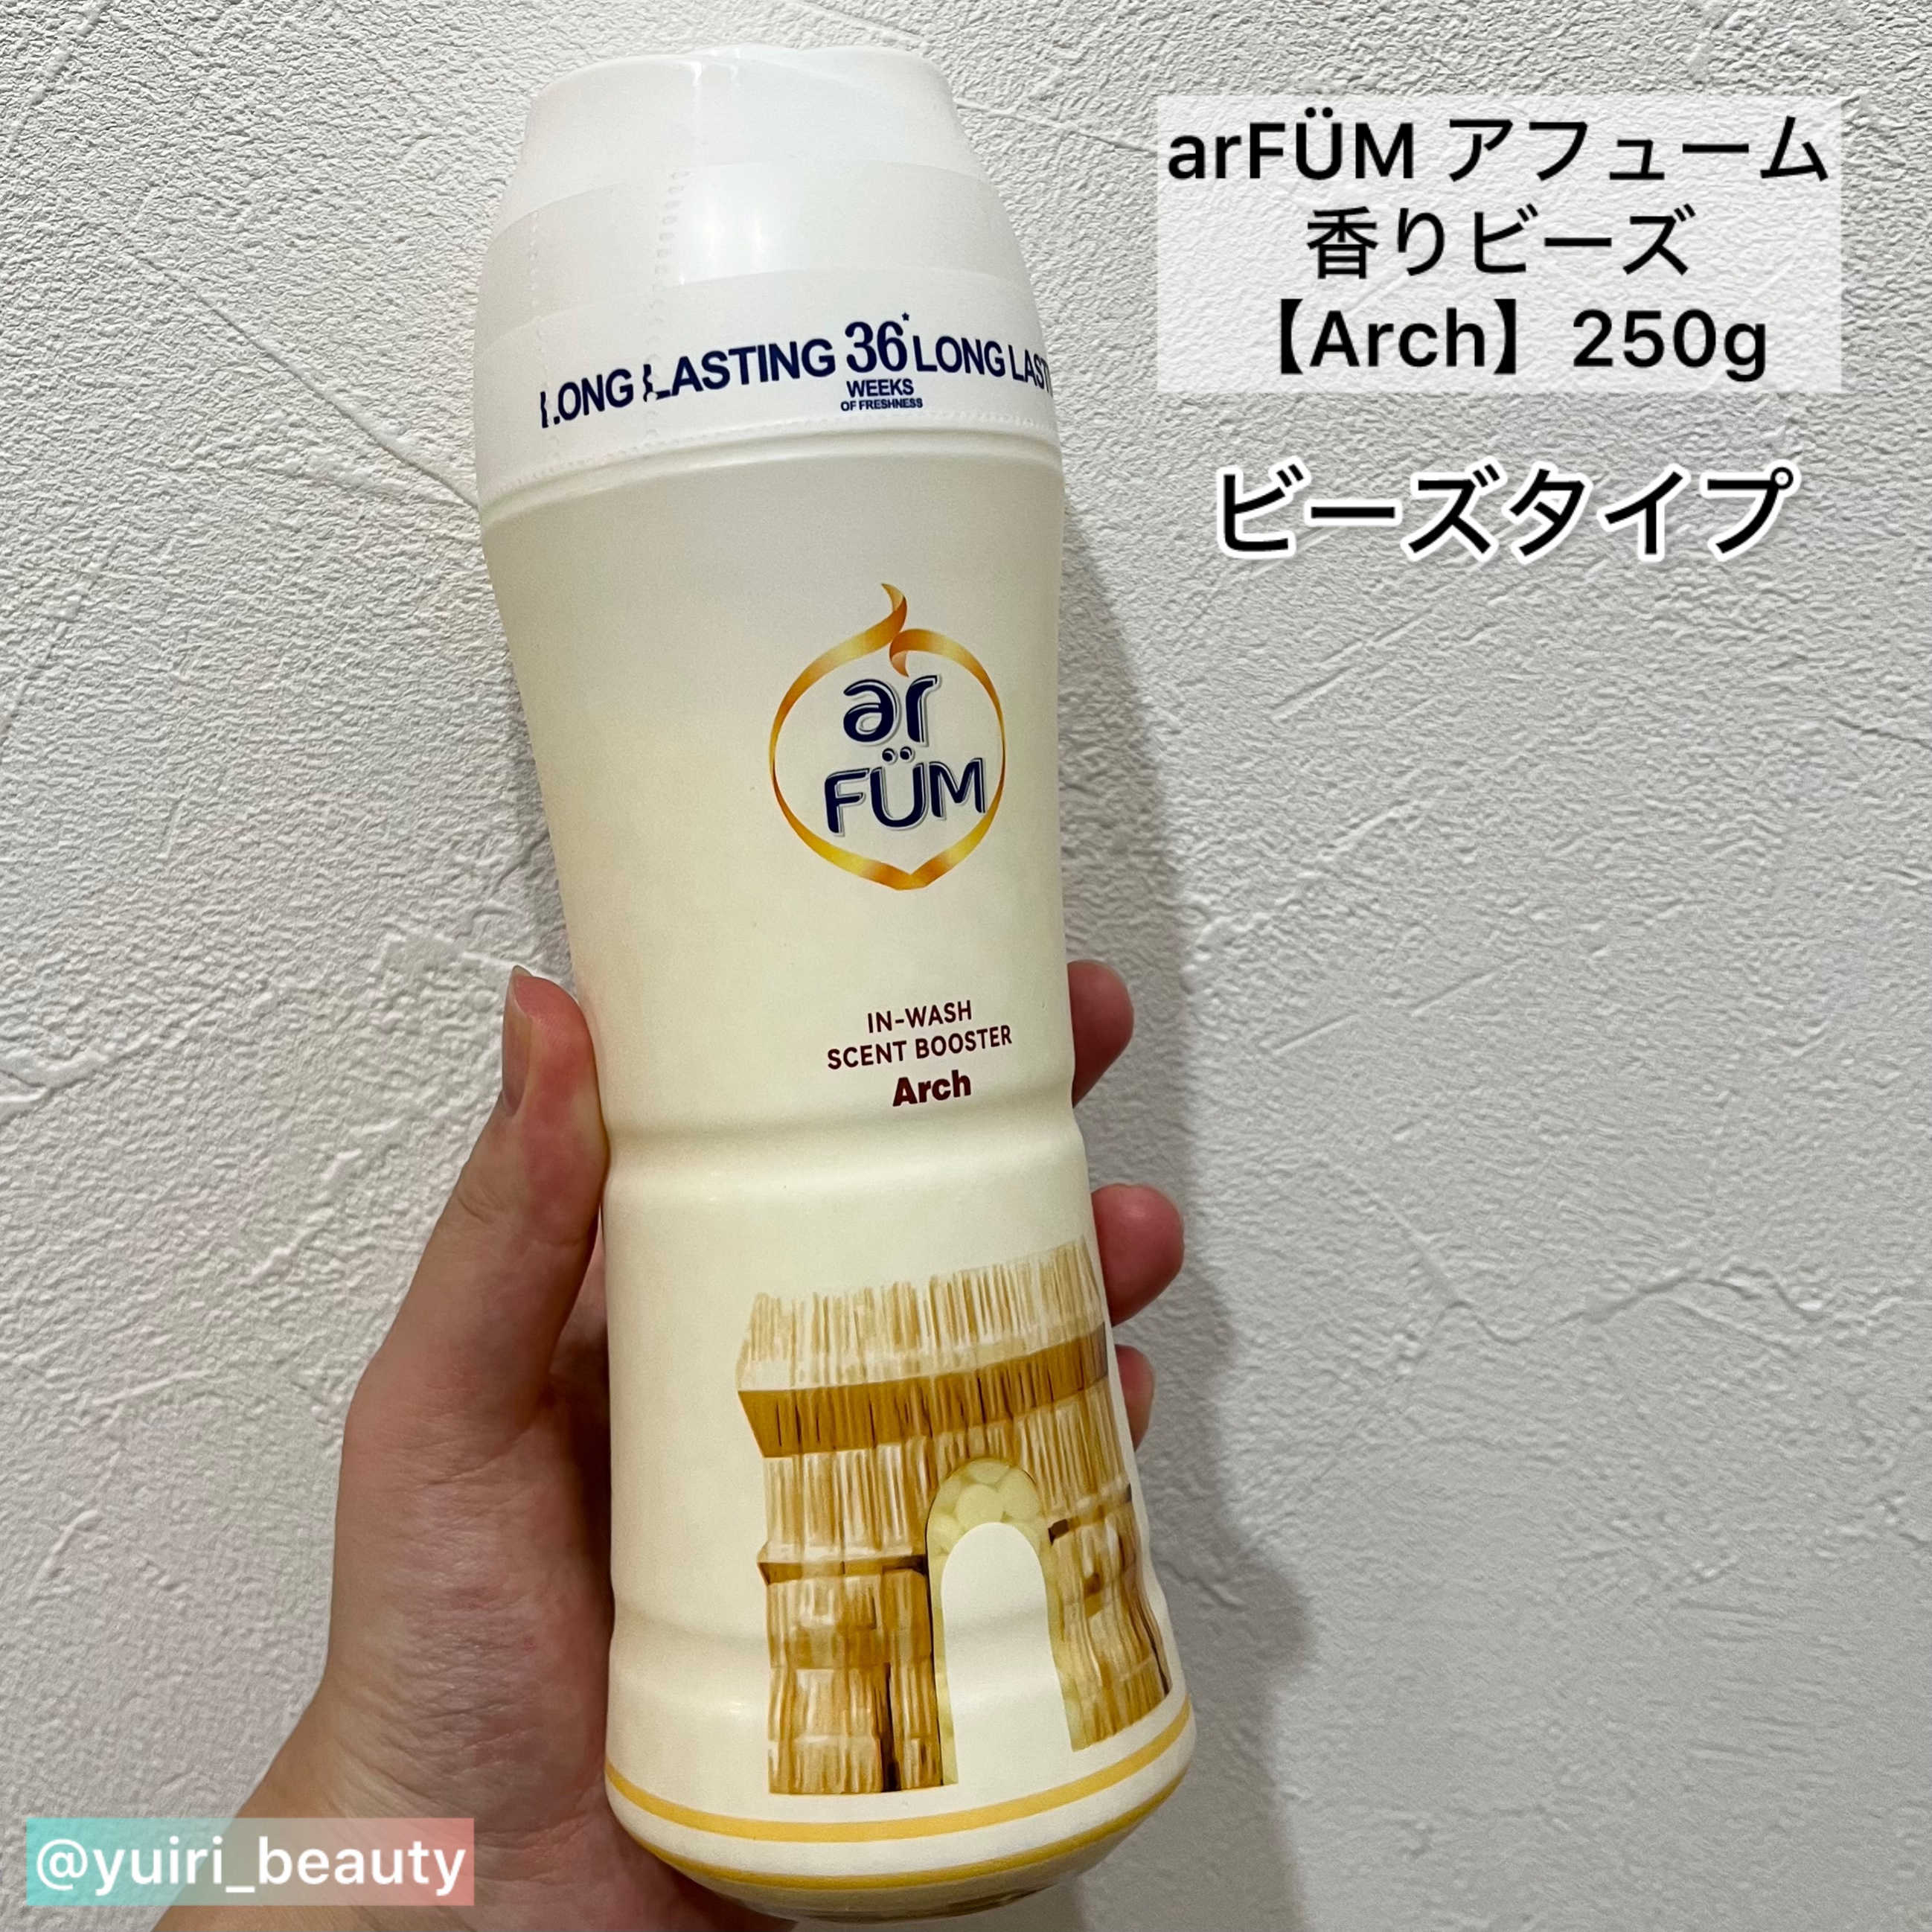 arFÜM アフューム
香りビーズ
【Arch】250g
ビーズタイプ
LONG LASTING 36* LONG LAST
WEEKS
OF FRESHNESS
ar
FÜM
IN-WASH
SCENT BOOSTER
Arch
@yuiri_beauty